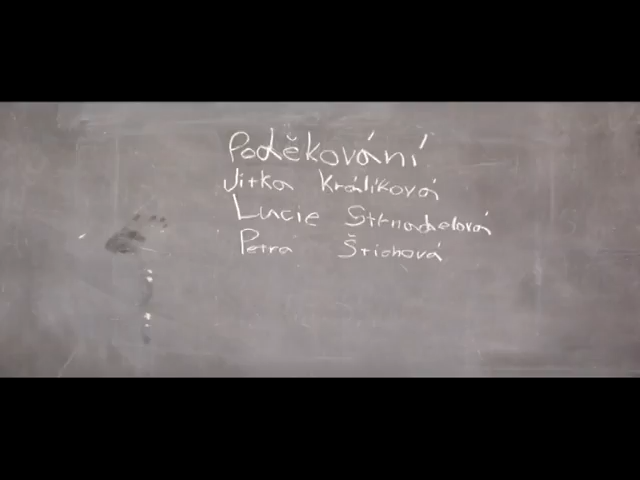 Poděkování
Jitka Králíková
Lucie Strnadelová
Petra Štichová